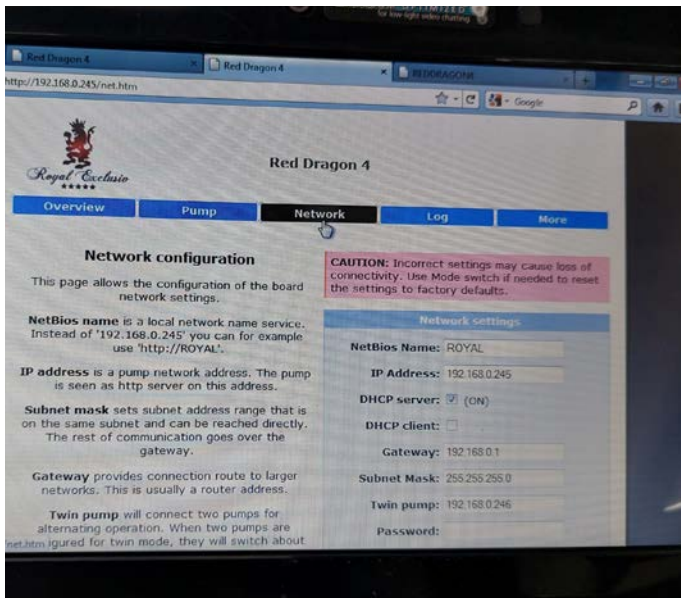 for low-light video chatting
Red Dragon 4
Red Dragon 4
REDDRAGON4
http://192.168.0.245/net.htm
Google
Royal Exclusiv
Red Dragon 4
Overview
Pump
Network
Log
More
Network configuration
This page allows the configuration of the board
network settings.
NetBios name is a local network name service.
Instead of '192.168.0.245' you can for example
use 'http://ROYAL'.
IP address is a pump network address. The pump
is seen as http server on this address.
Subnet mask sets subnet address range that is
on the same subnet and can be reached directly.
The rest of communication goes over the
gateway.
Gateway provides connection route to larger
networks. This is usually a router address.
Twin pump will connect two pumps for
alternating operation. When two pumps are
igured for twin mode, they will switch about
net.htm
CAUTION: Incorrect settings may cause loss of
connectivity. Use Mode switch if needed to reset
the settings to factory defaults.
Network settings
NetBios Name: ROYAL
IP Address: 192.168.0.245
DHCP server: (ON)
DHCP client:
Gateway: 192.168.0.1
Subnet Mask: 255.255.255.0
Twin pump: 192.168.0.246
Password: